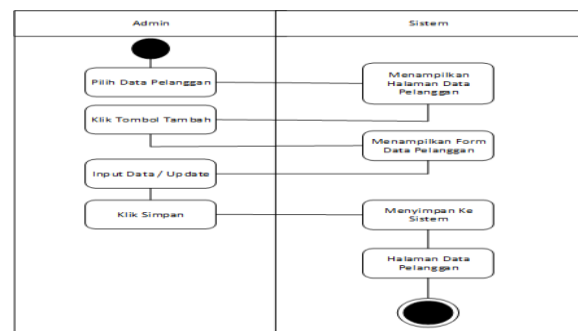 Admin
Sistem
Pilih Data Pelanggan
Menampilkan
Halaman Data
Pelanggan
Klik Tombol Tambah
Menampilkan Form
Data Pelanggan
Input Data / Update
Klik Simpan
Menyimpan Ke
Sistem
Halaman Data
Pelanggan